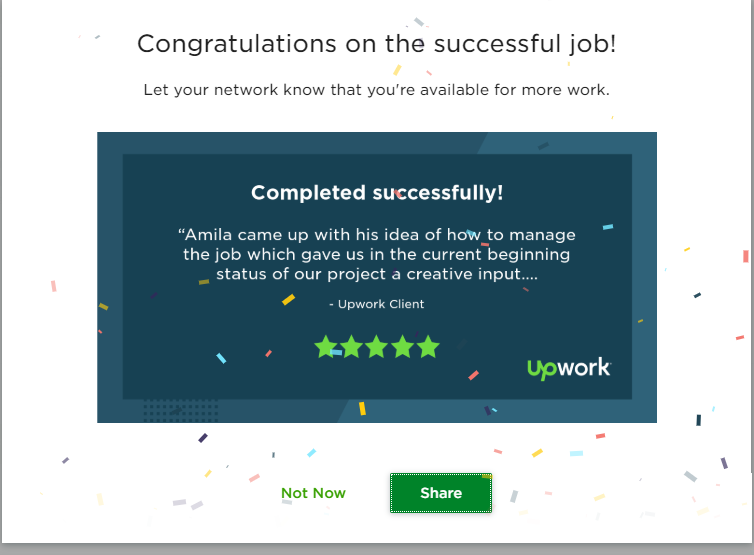 Congratulations on the successful job!
Let your network know that you're available for more work.
Completed successfully!
“Amila came up with his idea of how to manage
the job which gave us in the current beginning
status of our project a creative input....
- Upwork Client
upwork
Not Now
Share